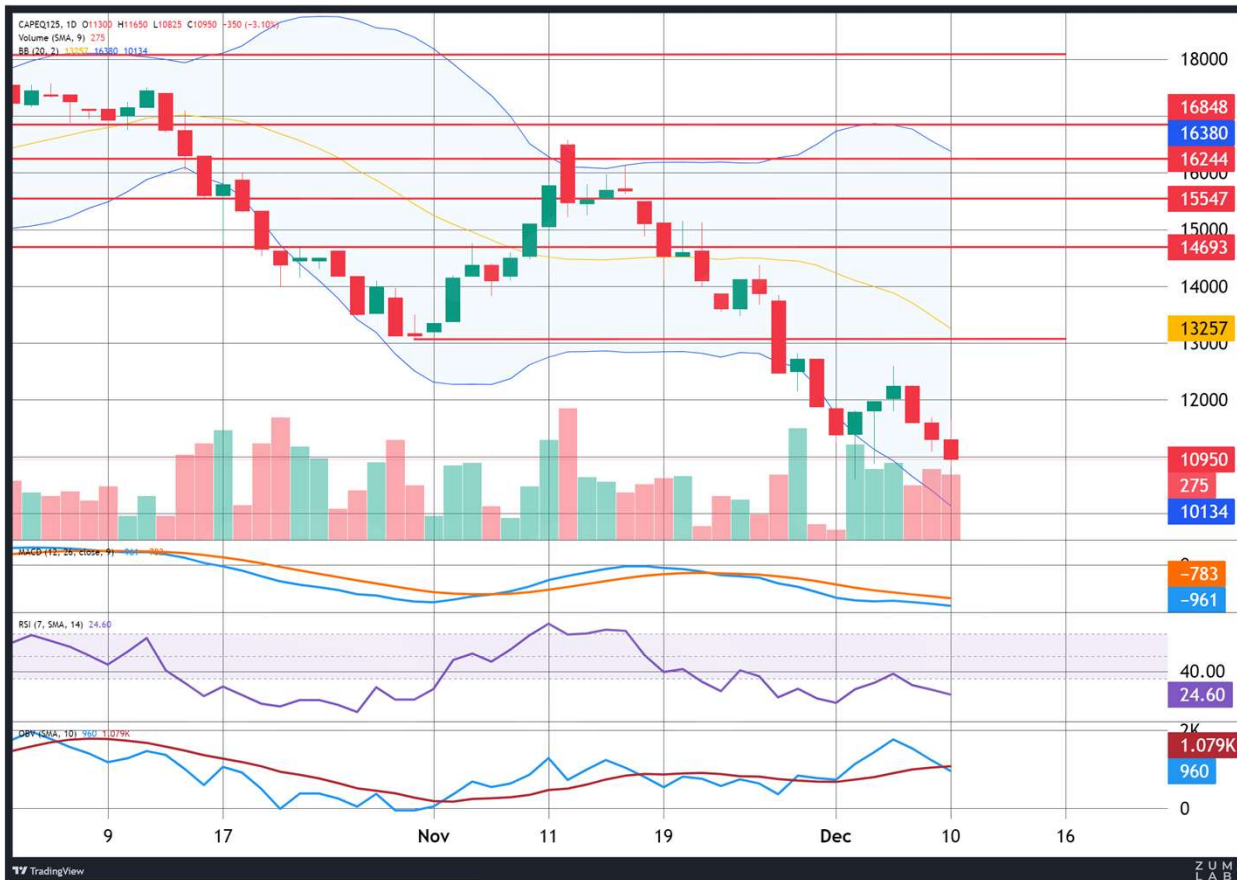 CAPEQ125, 1D O11300 H11650 L10825 C10950 −350 (−3.10%)
Volume (SMA, 9) 275
BB (20, 2) 13257 16380 10134
18000
16848
16380
16244
16000
15547
15000
14693
14000
13257
13000
12000
10950
275
10134
MACD (12, 26, close, 9) −961 −783
−783
−961
RSI (7, SMA, 14) 24.60
40.00
24.60
OBV (SMA, 10) 960 1.079K
2K
1.079K
960
0
9 17 Nov 11 19 Dec 10 16
TradingView
ZUM
LAB